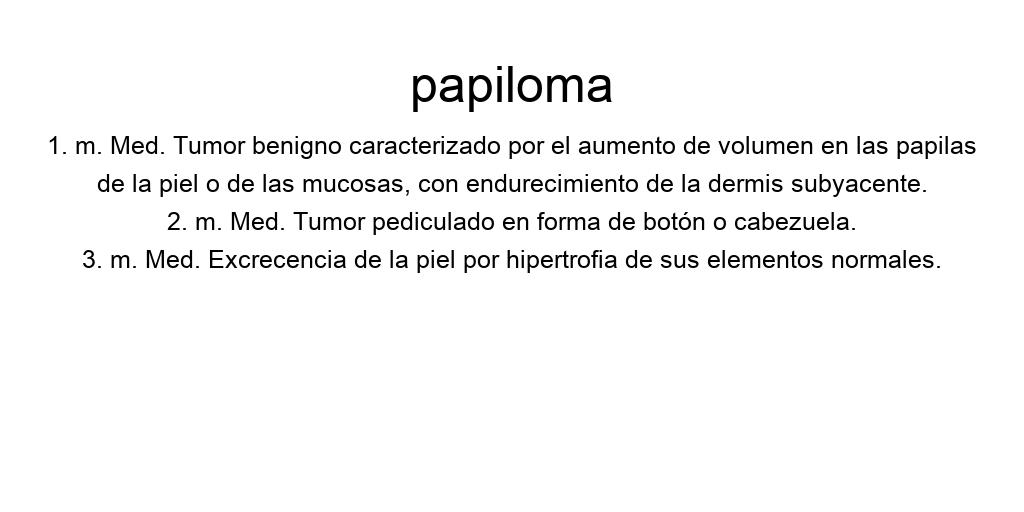 papiloma
1. m. Med. Tumor benigno caracterizado por el aumento de volumen en las papilas
de la piel o de las mucosas, con endurecimiento de la dermis subyacente.
2. m. Med. Tumor pediculado en forma de botón o cabezuela.
3. m. Med. Excrecencia de la piel por hipertrofia de sus elementos normales.